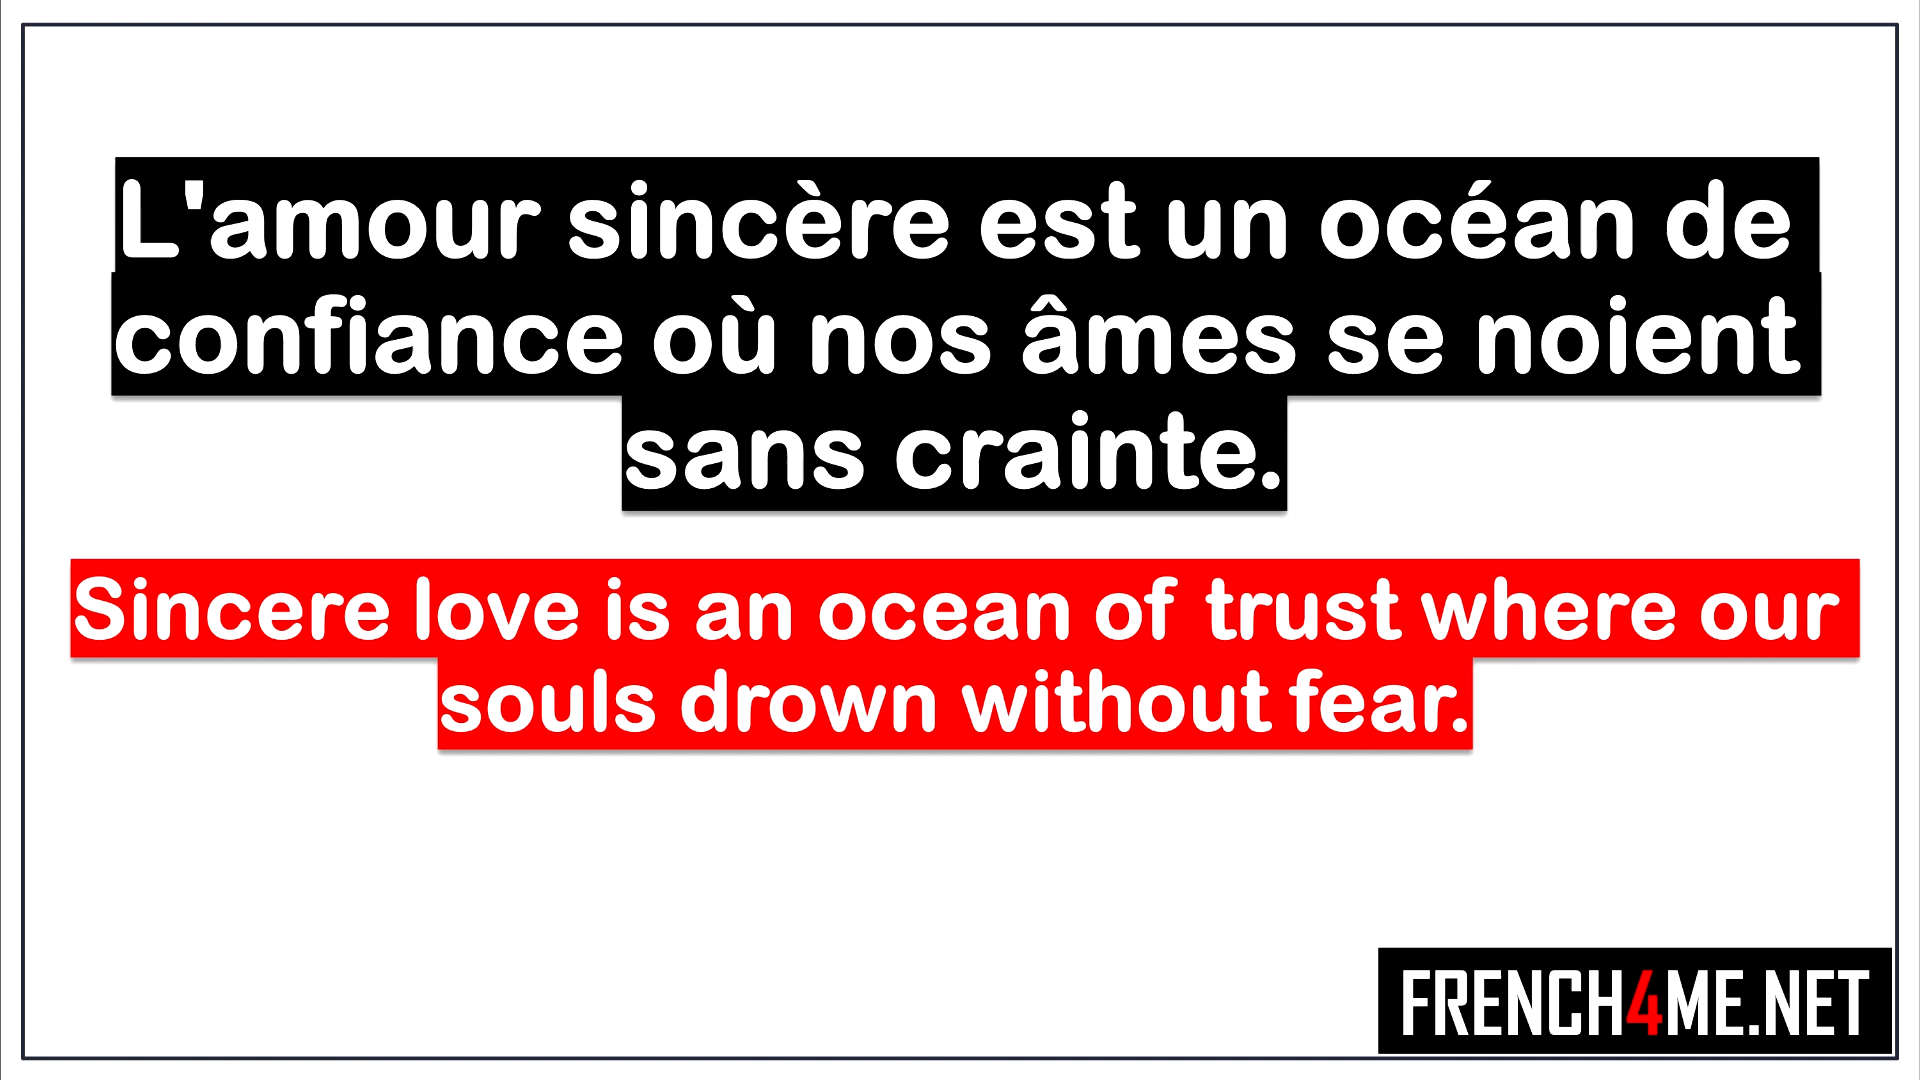 L'amour sincère est un océan de
confiance où nos âmes se noient
sans crainte.
Sincere love is an ocean of trust where our
souls drown without fear.
FRENCH4ME.NET